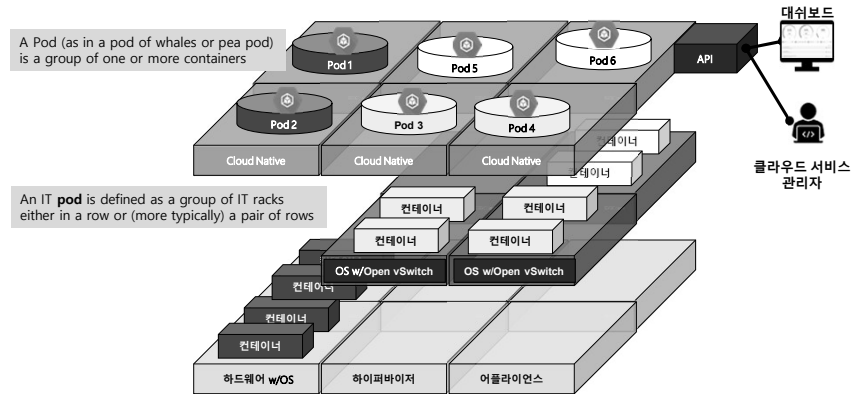 대쉬보드
A Pod (as in a pod of whales or pea pod)
is a group of one or more containers
Pod 1
Pod 5
Pod 6
API
Pod 2
Pod 3
Pod 4
컨테이너
Cloud Native
Cloud Native
Cloud Native
컨테이너
클라우드 서비스
관리자
An IT pod is defined as a group of IT racks
either in a row or (more typically) a pair of rows
컨테이너
컨테이너
컨테이너
컨테이너
OS w/Open vSwitch
OS w/Open vSwitch
컨테이너
컨테이너
컨테이너
하드웨어 w/OS
하이퍼바이저
어플라이언스